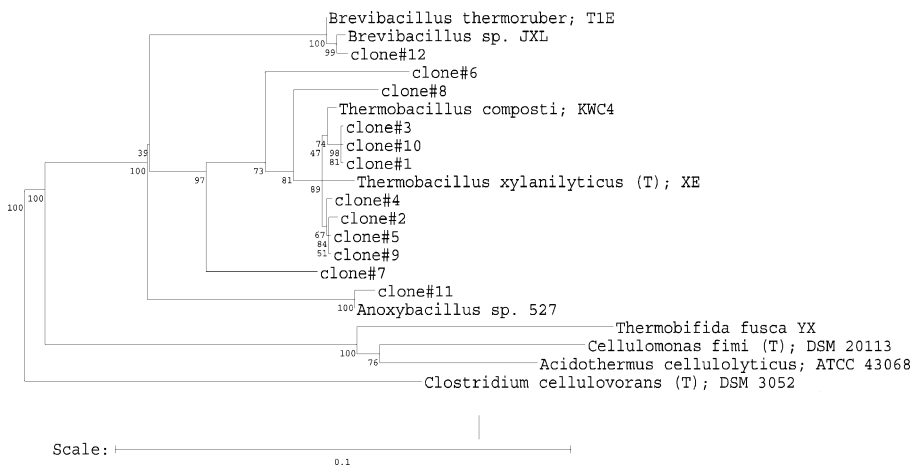 Brevibacillus thermoruber; T1E
Brevibacillus sp. JXL
100
99
clone#12
clone#6
clone#8
Thermobacillus composti; KWC4
clone#3
74
clone#10
39
47
98
clone#1
100
73
81
97
81
Thermobacillus xylanilyticus (T); XE
89
100
clone#4
100
clone#2
67
clone#5
84
51
clone#9
clone#7
clone#11
100
Anoxybacillus sp. 527
Thermobifida fusca YX
Cellulomonas fimi (T); DSM 20113
100
76
Acidothermus cellulolyticus; ATCC 43068
Clostridium cellulovorans (T); DSM 3052
Scale:
0.1